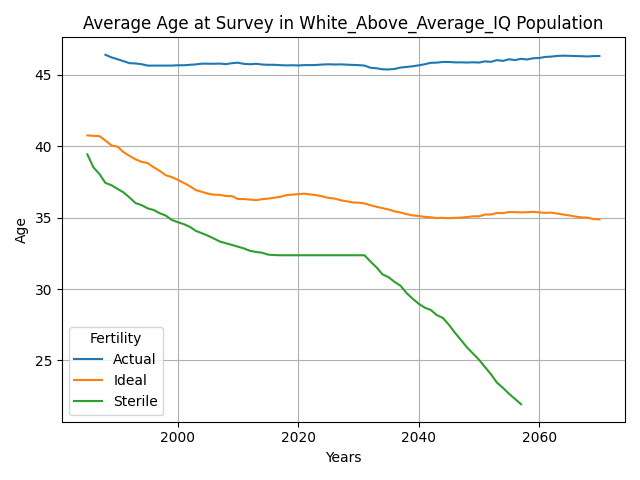 Average Age at Survey in White_Above_Average_IQ Population
Age
45
40
35
30
25
Fertility
Actual
Ideal
Sterile
2000
2020
2040
2060
Years